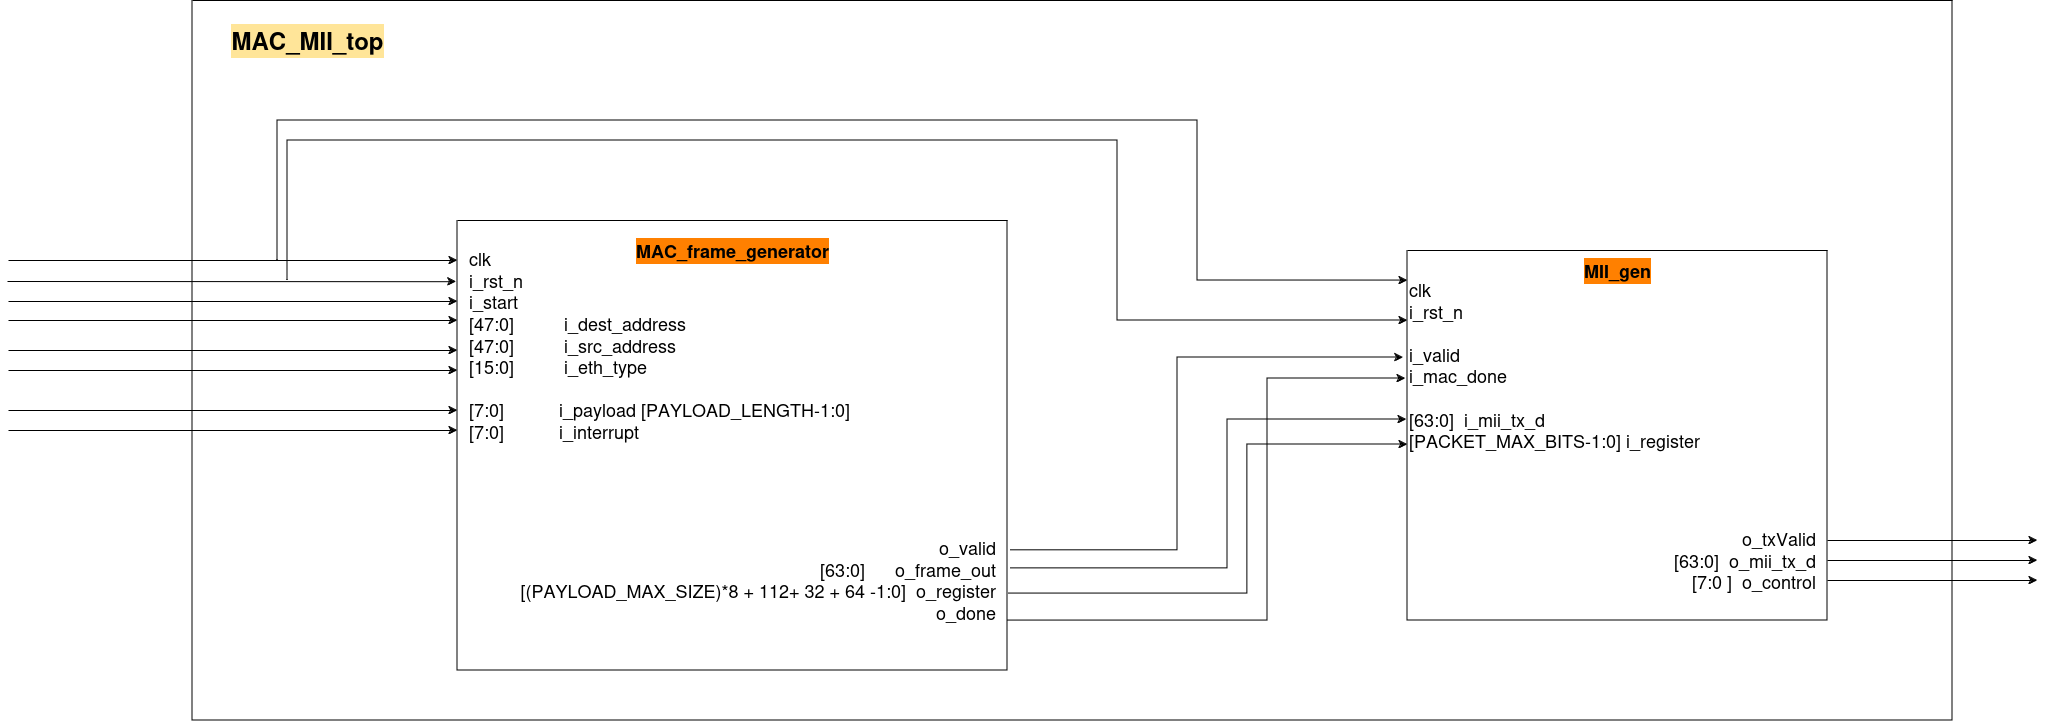 MAC_MII_top
MAC_frame_generator
clk
i_rst_n
i_start
[47:0] i_dest_address
[47:0] i_src_address
[15:0] i_eth_type
[7:0] i_payload [PAYLOAD_LENGTH-1:0]
[7:0] i_interrupt
o_valid
[63:0] o_frame_out
[(PAYLOAD_MAX_SIZE)*8 + 112+ 32 + 64 -1:0] o_register
o_done
MII_gen
clk
i_rst_n
i_valid
i_mac_done
[63:0] i_mii_tx_d
[PACKET_MAX_BITS-1:0] i_register
o_txValid
[63:0] o_mii_tx_d
[7:0 ] o_control